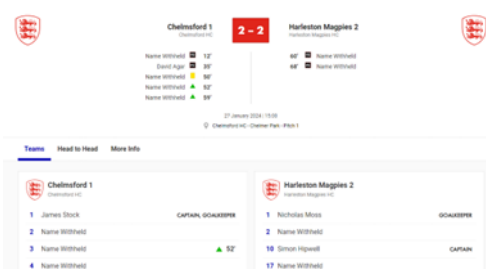 Chelmsford 1
Chelmsford HC
2 - 2
Harleston Magpies 2
Harleston Magpies HC
Name Withheld 12'
David Ager 35'
Name Withheld 50'
Name Withheld 52'
Name Withheld 59'
60' Name Withheld
68' Name Withheld
27 January 2024 | 15:00
Chelmsford HC - Chelmer Park - Pitch 1
Teams Head to Head More Info
Chelmsford 1
Chelmsford HC
1 James Stock CAPTAIN, GOALKEEPER
2 Name Withheld
3 Name Withheld 52'
4 Name Withheld
Harleston Magpies 2
Harleston Magpies HC
1 Nicholas Moss GOALKEEPER
2 Name Withheld
10 Simon Hipwell CAPTAIN
17 Name Withheld